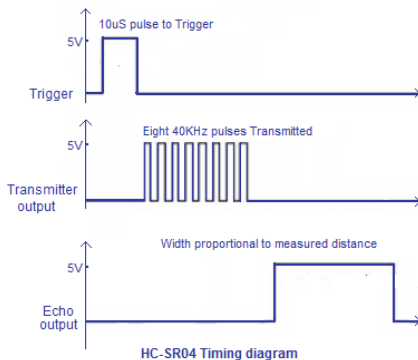 10uS pulse to Trigger
5V
Trigger
Eight 40KHz pulses Transmitted
5V
Transmitter
output
Width proportional to measured distance
5V
Echo
output
HC-SR04 Timing diagram